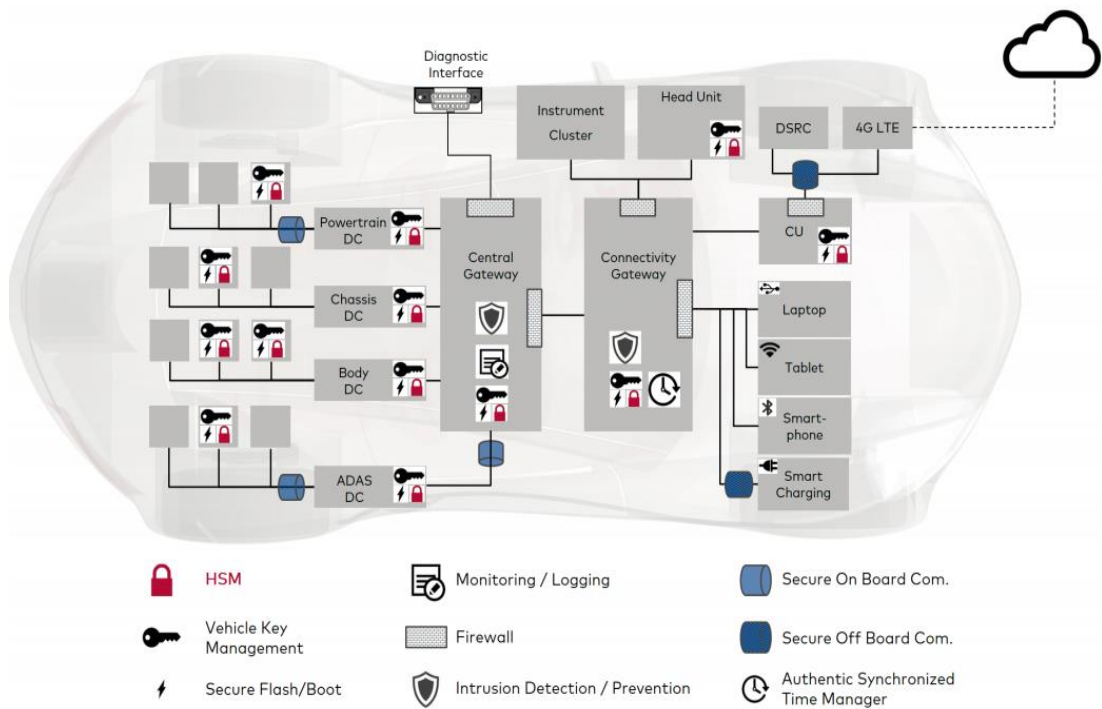 Diagnostic
Interface
Instrument
Cluster
Head Unit
DSRC
4G LTE
Powertrain
DC
Central
Gateway
Connectivity
Gateway
CU
Chassis
DC
Laptop
Body
DC
Tablet
Smart-
phone
ADAS
DC
Smart
Charging
HSM
Monitoring / Logging
Secure On Board Com.
Vehicle Key
Management
Firewall
Secure Off Board Com.
Secure Flash/Boot
Intrusion Detection / Prevention
Authentic Synchronized
Time Manager